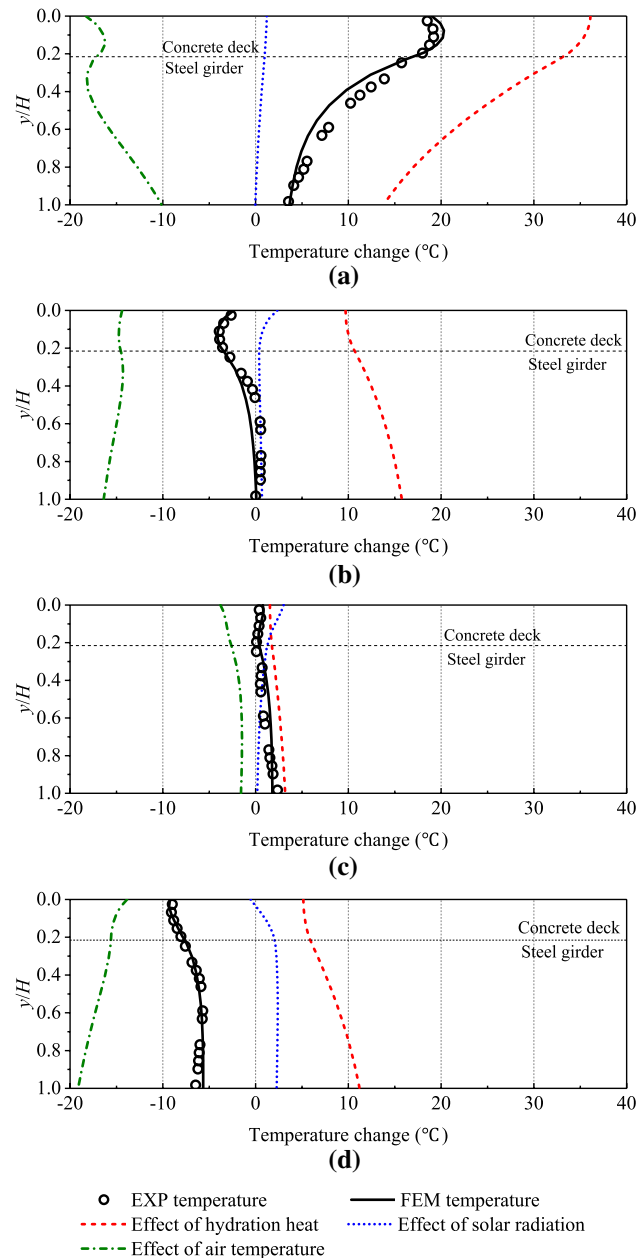 0.0
0.2
0.4
0.6
0.8
1.0
y/H
Concrete deck
Steel girder
-20 -10 0 10 20 30 40
Temperature change (℃)
(a)
0.0
0.2
0.4
0.6
0.8
1.0
y/H
Concrete deck
Steel girder
-20 -10 0 10 20 30 40
Temperature change (℃)
(b)
0.0
0.2
0.4
0.6
0.8
1.0
y/H
Concrete deck
Steel girder
-20 -10 0 10 20 30 40
Temperature change (℃)
(c)
0.0
0.2
0.4
0.6
0.8
1.0
y/H
Concrete deck
Steel girder
-20 -10 0 10 20 30 40
Temperature change (℃)
(d)
EXP temperature FEM temperature
Effect of hydration heat Effect of solar radiation
Effect of air temperature